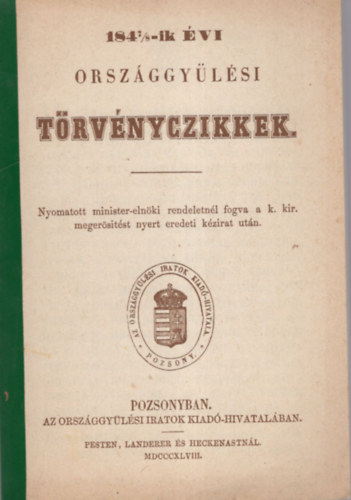 184⅞-ik ÉVI
ORSZÁGGYÜLÉSI
TÖRVÉNYCZIKKEK.
Nyomatott minister-elnöki rendeletnél fogva a k. kir.
megerősitést nyert eredeti kézirat után.
AZ ORSZÁGGYÜLÉSI IRATOK KIADÓ-HIVATALA.
POZSONY.
POZSONYBAN.
AZ ORSZÁGGYÜLÉSI IRATOK KIADÓ-HIVATALÁBAN.
PESTEN, LANDERER ÉS HECKENASTNÁL.
MDCCCXLVIII.